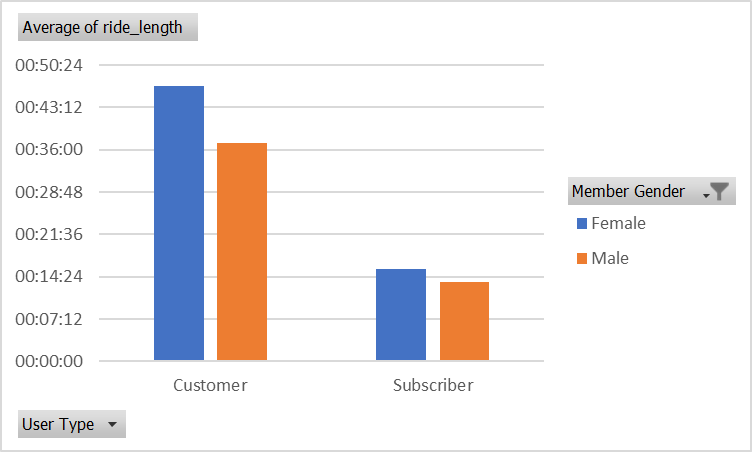 Average of ride_length
00:50:24
00:43:12
00:36:00
00:28:48
00:21:36
00:14:24
00:07:12
00:00:00
Customer
Subscriber
Member Gender
Female
Male
User Type